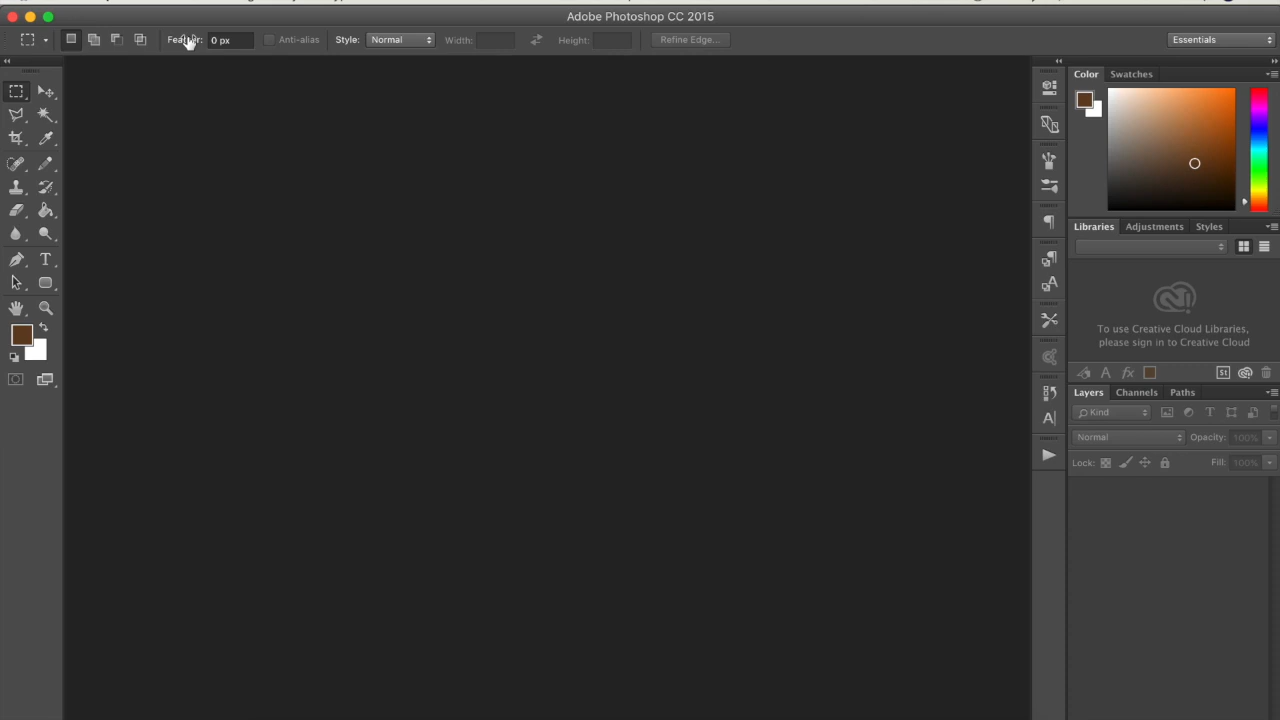 Adobe Photoshop CC 2015
Feather: 0 px Anti-alias Style: Normal Width: Height: Refine Edge... Essentials
Color Swatches
Libraries Adjustments Styles
To use Creative Cloud Libraries,
please sign in to Creative Cloud
St
Layers Channels Paths
Kind
Normal Opacity: 100%
Lock: Fill: 100%